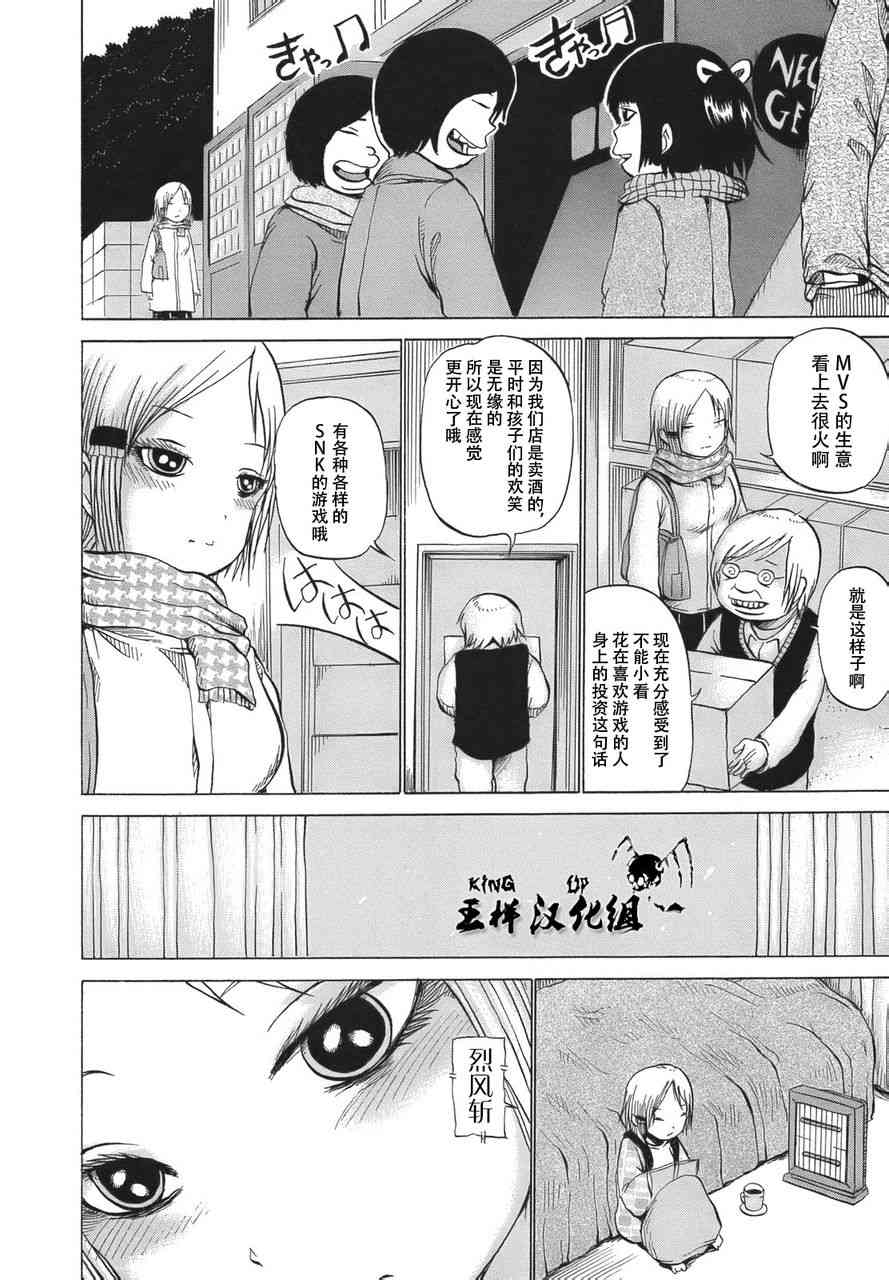 きゃっ♫
きゃっ♫
NEO
GE
MVS的生意
看上去很火啊
就是这样子啊
现在充分感受到了
不能小看
花在喜欢游戏的人
身上的投资这句话
因为我们店是卖酒的,
平时和孩子们的欢笑
是无缘的
所以现在感觉
更开心了哦
有各种各样的
SNK的游戏哦
はははは
KING OF
王样汉化组
烈风斩